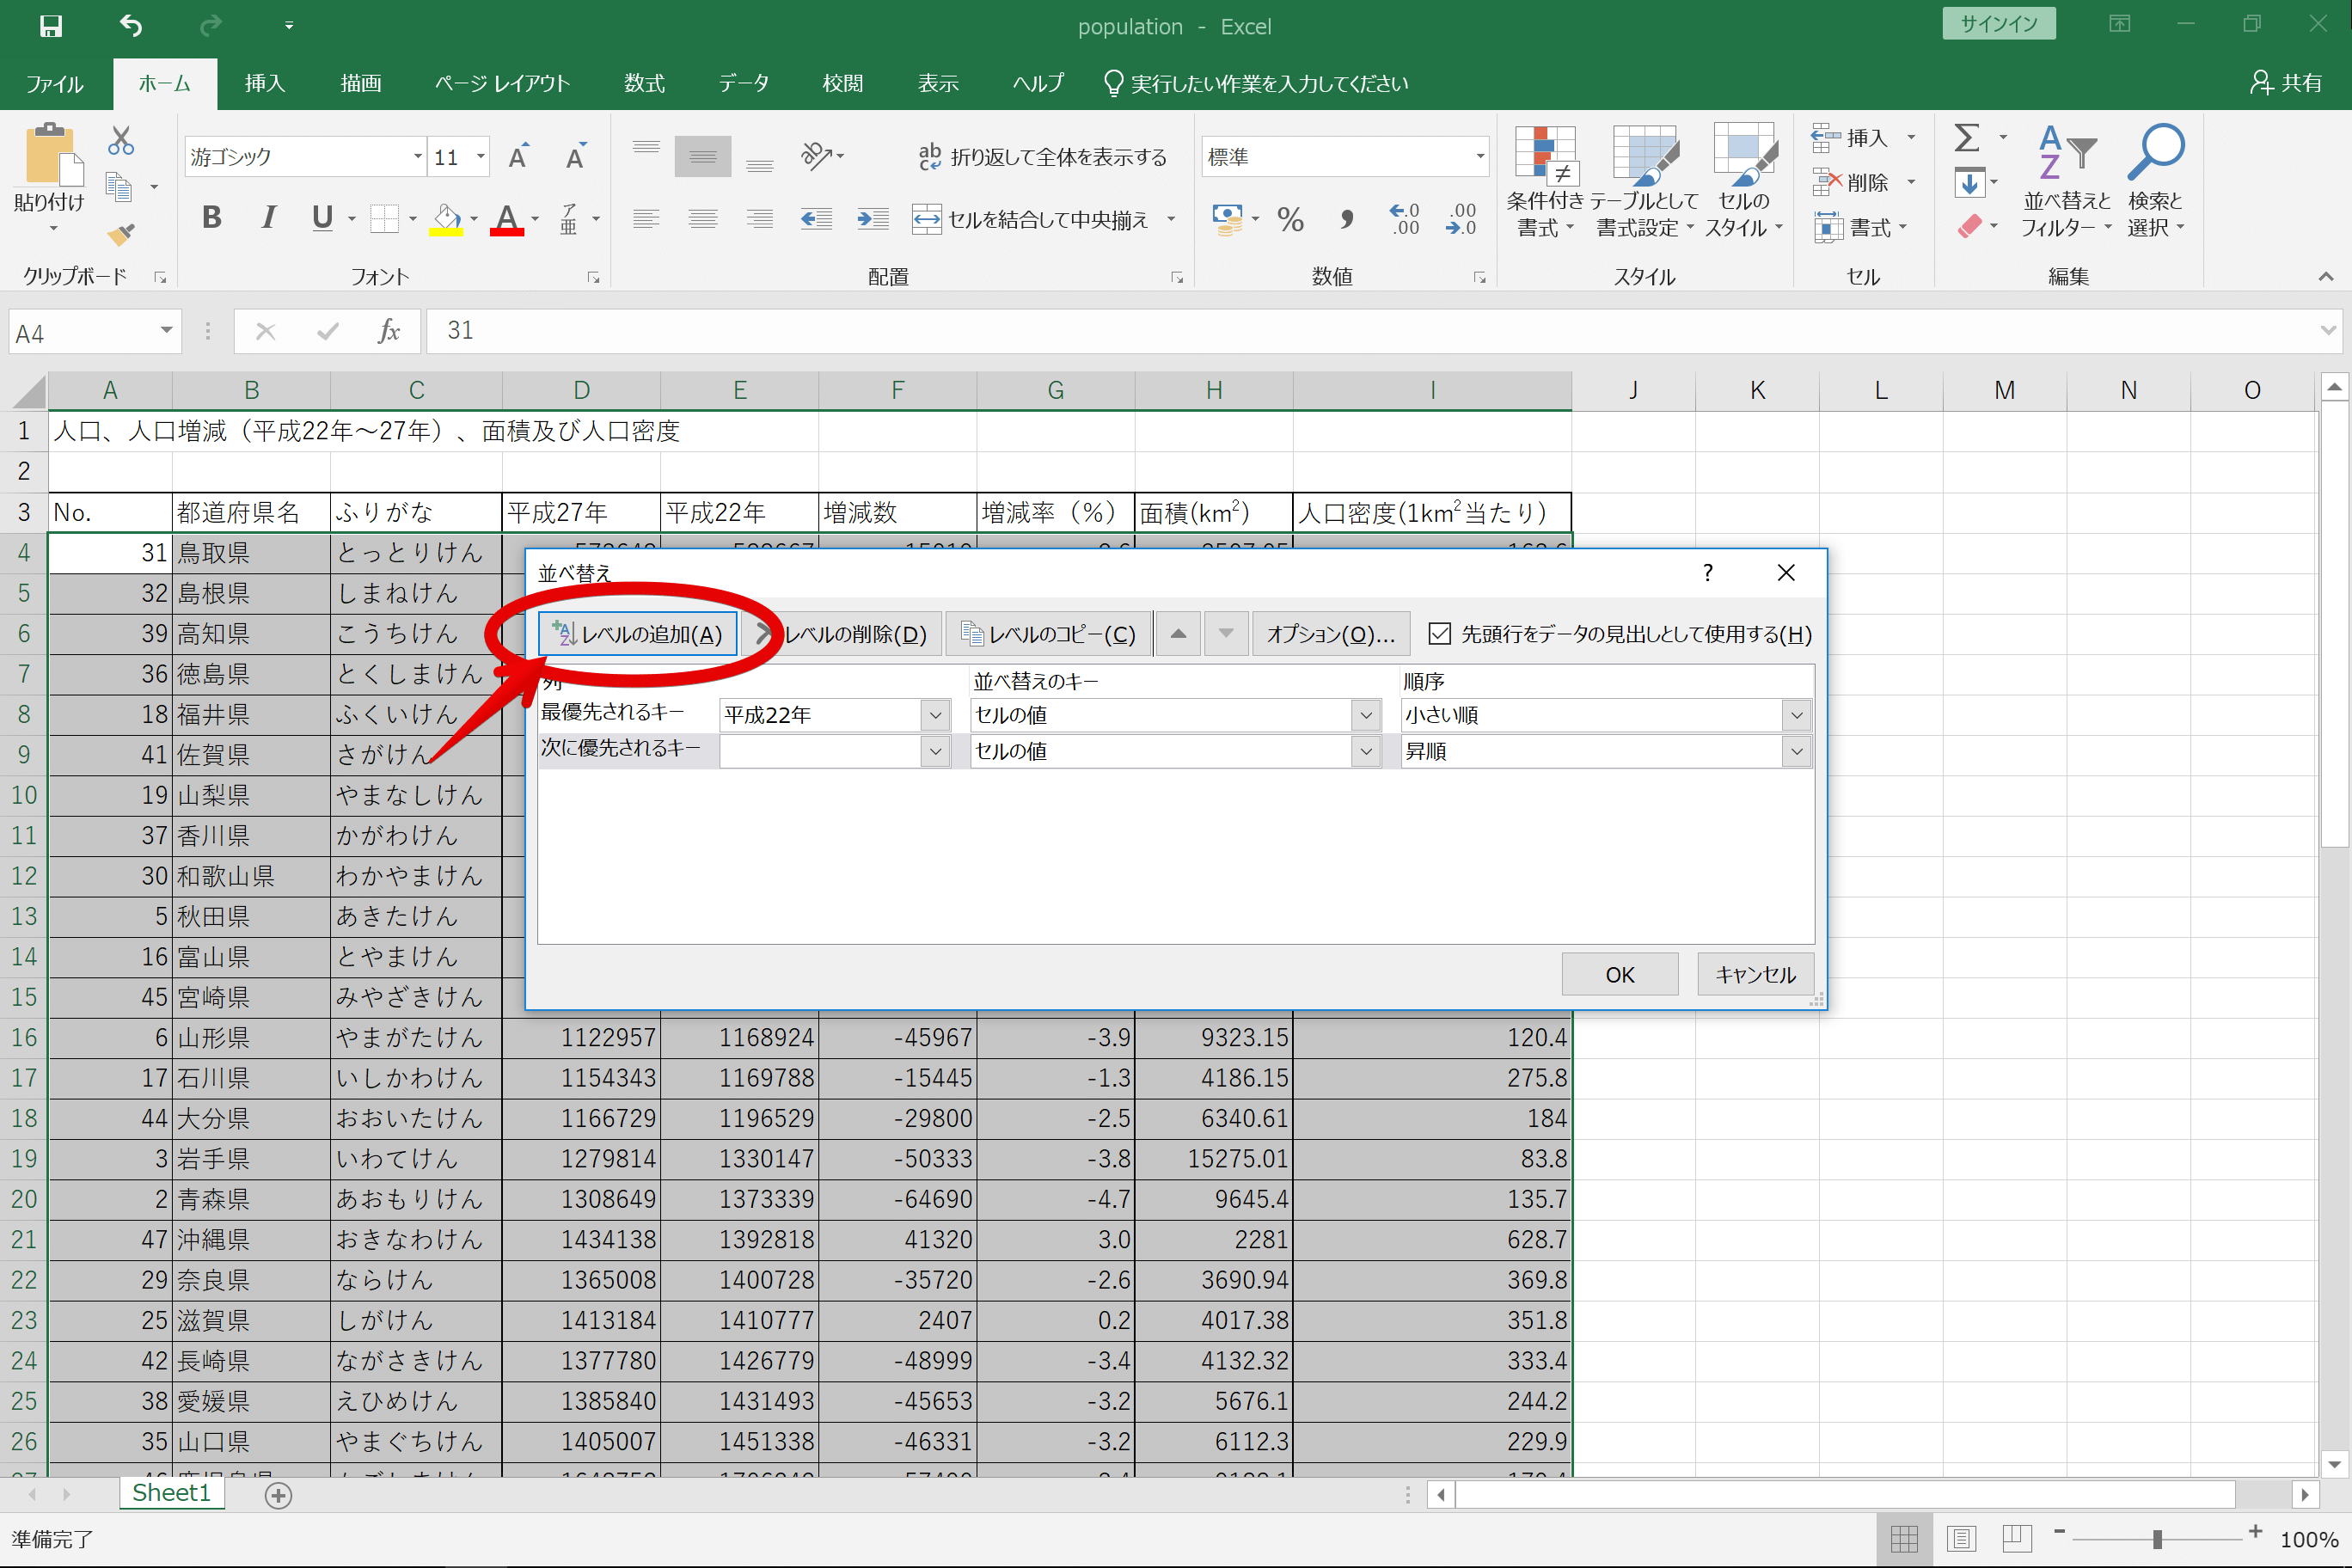 population - Excel
サインイン
ファイル ホーム 挿入 描画 ページ レイアウト 数式 データ 校閲 表示 ヘルプ 実行したい作業を入力してください 共有
貼り付け
クリップボード
游ゴシック 11
B I U A ア亜
フォント
ab 折り返して全体を表示する
セルを結合して中央揃え
配置
標準
% , .0 .00 .00 .0
数値
条件付き書式
テーブルとして書式設定
セルのスタイル
スタイル
挿入
削除
書式
セル
Σ
並べ替えとフィルター
検索と選択
編集
A4 fx 31
A B C D E F G H I J K L M N O
1 人口、人口増減（平成22年～27年）、面積及び人口密度
2
3 No. 都道府県名 ふりがな 平成27年 平成22年 増減数 増減率（%） 面積(km2) 人口密度(1km2当たり)
4 31 鳥取県 とっとりけん
5 32 島根県 しまねけん
6 39 高知県 こうちけん
7 36 徳島県 とくしまけん
8 18 福井県 ふくいけん
9 41 佐賀県 さがけん
10 19 山梨県 やまなしけん
11 37 香川県 かがわけん
12 30 和歌山県 わかやまけん
13 5 秋田県 あきたけん
14 16 富山県 とやまけん
15 45 宮崎県 みやざきけん
並べ替え ?
レベルの追加(A) レベルの削除(D) レベルのコピー(C) オプション(O)... 先頭行をデータの見出しとして使用する(H)
列 並べ替えのキー 順序
最優先されるキー 平成22年 セルの値 小さい順
次に優先されるキー セルの値 昇順
OK キャンセル
16 6 山形県 やまがたけん 1122957 1168924 -45967 -3.9 9323.15 120.4
17 17 石川県 いしかわけん 1154343 1169788 -15445 -1.3 4186.15 275.8
18 44 大分県 おおいたけん 1166729 1196529 -29800 -2.5 6340.61 184
19 3 岩手県 いわてけん 1279814 1330147 -50333 -3.8 15275.01 83.8
20 2 青森県 あおもりけん 1308649 1373339 -64690 -4.7 9645.4 135.7
21 47 沖縄県 おきなわけん 1434138 1392818 41320 3.0 2281 628.7
22 29 奈良県 ならけん 1365008 1400728 -35720 -2.6 3690.94 369.8
23 25 滋賀県 しがけん 1413184 1410777 2407 0.2 4017.38 351.8
24 42 長崎県 ながさきけん 1377780 1426779 -48999 -3.4 4132.32 333.4
25 38 愛媛県 えひめけん 1385840 1431493 -45653 -3.2 5676.1 244.2
26 35 山口県 やまぐちけん 1405007 1451338 -46331 -3.2 6112.3 229.9
Sheet1
準備完了 100%